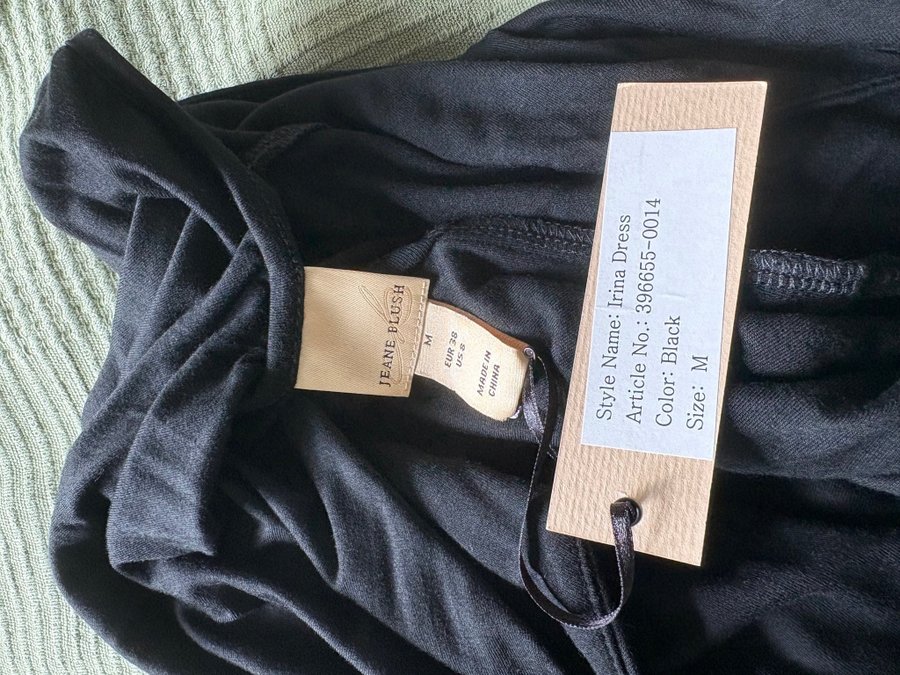 JEANE BLUSH
M
EUR 38
US 8
MADE IN
CHINA
Style Name: Irina Dress
Article No.: 396655-0014
Color: Black
Size: M